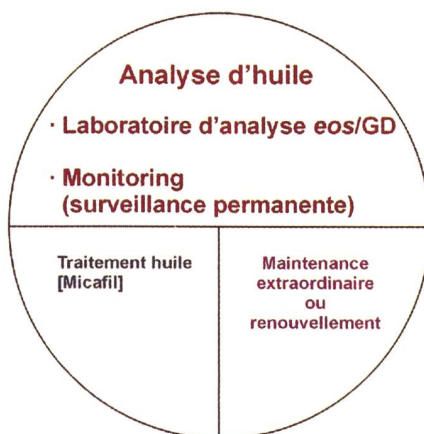 Analyse d'huile
· Laboratoire d'analyse eos/GD
· Monitoring
(surveillance permanente)
Traitement huile
[Micafil]
Maintenance
extraordinaire
ou
renouvellement